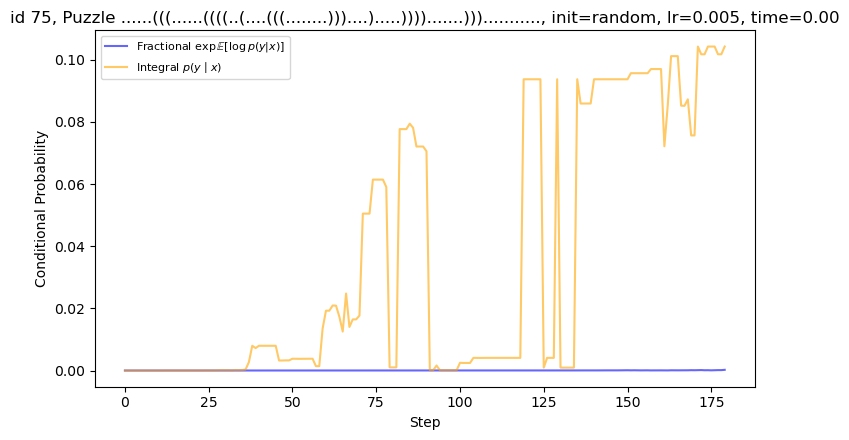 id 75, Puzzle ......(((......((((..(....(((........)))....).....)))).......)))..........., init=random, lr=0.005, time=0.00
Fractional exp𝔼[log p(y|x)]
Integral p(y | x)
Conditional Probability
0.10
0.08
0.06
0.04
0.02
0.00
0 25 50 75 100 125 150 175
Step